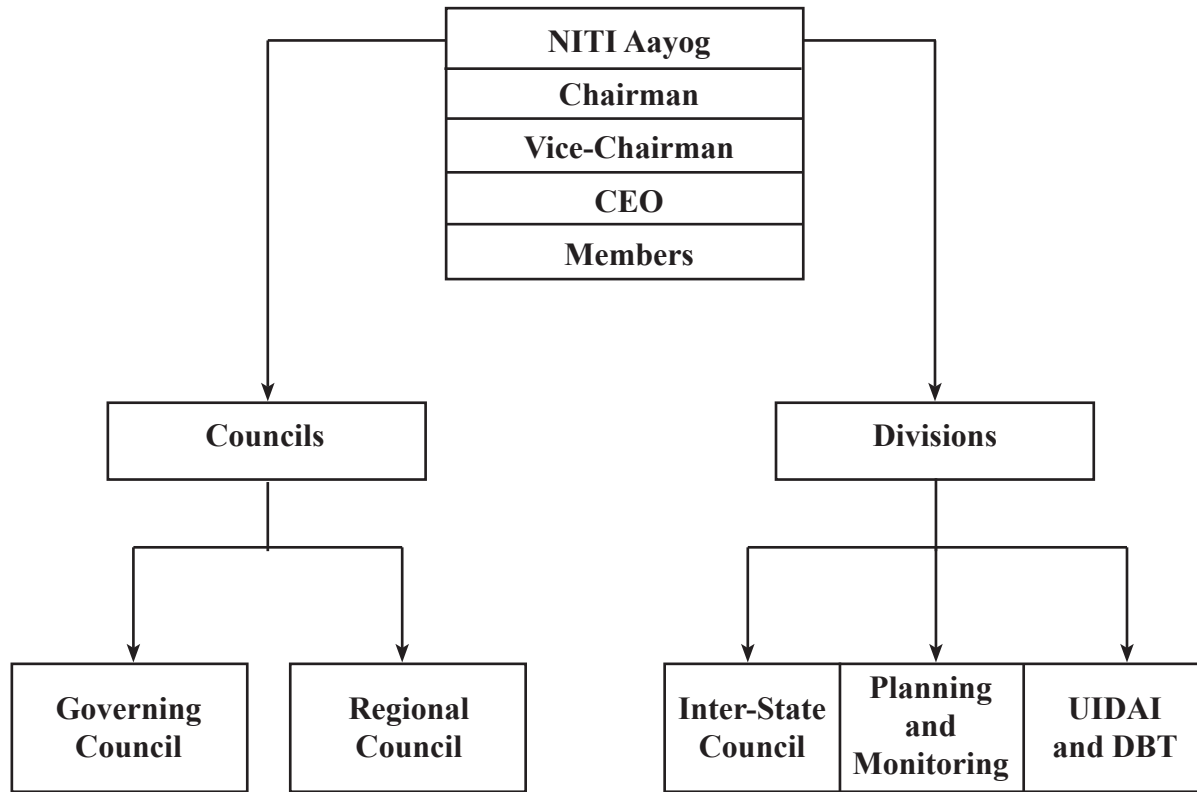 NITI Aayog
Chairman
Vice-Chairman
CEO
Members
Councils
Divisions
Governing
Council
Regional
Council
Inter-State
Council
Planning
and
Monitoring
UIDAI
and DBT